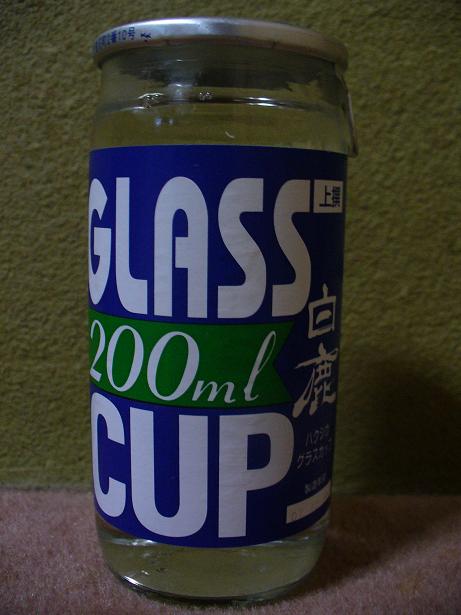 GLASS
上撰
200ml
白鹿
CUP
ハクシカ
グラスカップ